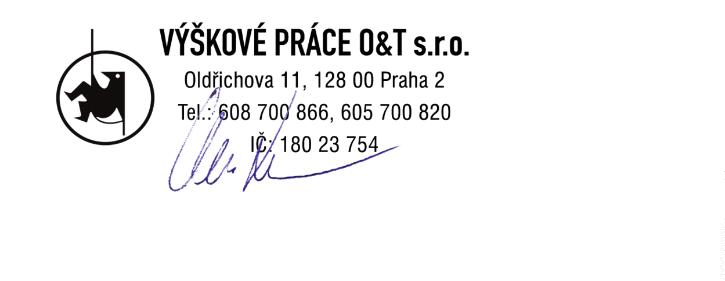 VÝŠKOVÉ PRÁCE O&T s.r.o.
Oldřichova 11, 128 00 Praha 2
Tel.: 608 700 866, 605 700 820
IČ: 180 23 754